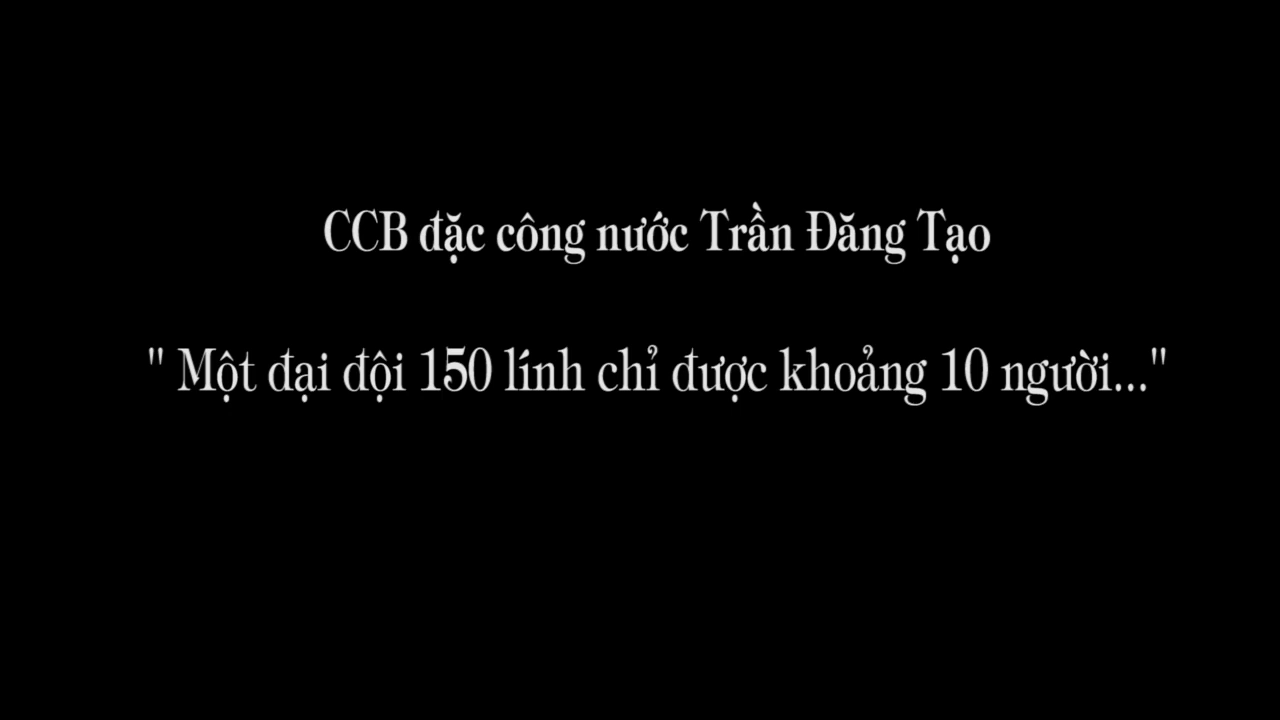 CCB đặc công nước Trần Đăng Tạo
" Một đại đội 150 lính chỉ được khoảng 10 người..."